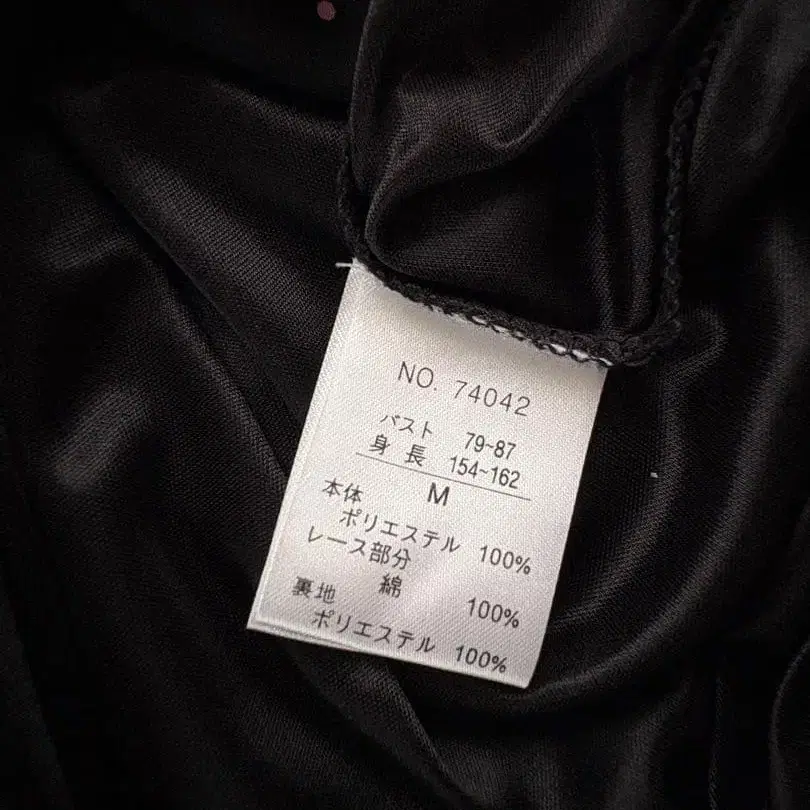 NO. 74042
バスト 79~87
身長 154~162
M
本体
ポリエステル 100%
レース部分
綿 100%
裏地
ポリエステル 100%